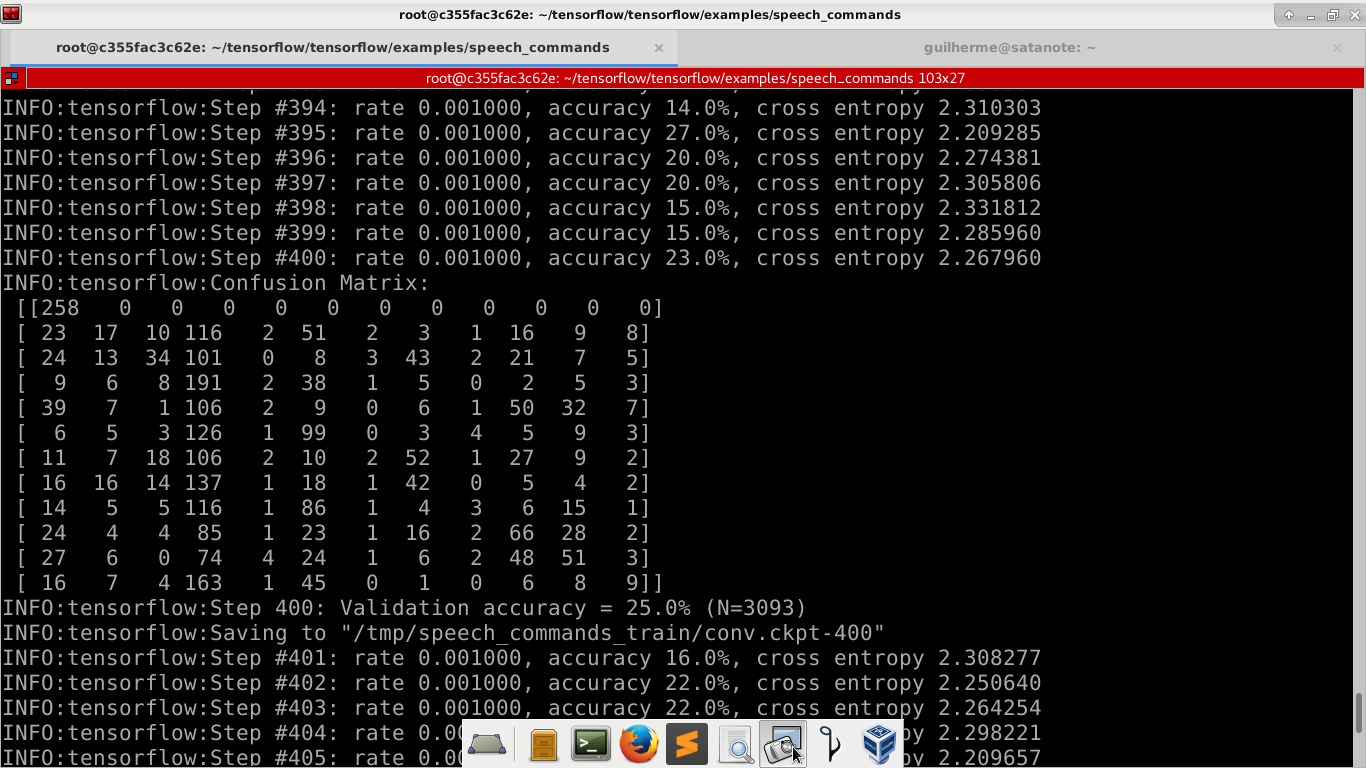 root@c355fac3c62e: ~/tensorflow/tensorflow/examples/speech_commands
root@c355fac3c62e: ~/tensorflow/tensorflow/examples/speech_commands × guilherme@satanote: ~ ×
root@c355fac3c62e: ~/tensorflow/tensorflow/examples/speech_commands 103x27
INFO:tensorflow:Step #394: rate 0.001000, accuracy 14.0%, cross entropy 2.310303
INFO:tensorflow:Step #395: rate 0.001000, accuracy 27.0%, cross entropy 2.209285
INFO:tensorflow:Step #396: rate 0.001000, accuracy 20.0%, cross entropy 2.274381
INFO:tensorflow:Step #397: rate 0.001000, accuracy 20.0%, cross entropy 2.305806
INFO:tensorflow:Step #398: rate 0.001000, accuracy 15.0%, cross entropy 2.331812
INFO:tensorflow:Step #399: rate 0.001000, accuracy 15.0%, cross entropy 2.285960
INFO:tensorflow:Step #400: rate 0.001000, accuracy 23.0%, cross entropy 2.267960
INFO:tensorflow:Confusion Matrix:
[[258 0 0 0 0 0 0 0 0 0 0 0]
[ 23 17 10 116 2 51 2 3 1 16 9 8]
[ 24 13 34 101 0 8 3 43 2 21 7 5]
[ 9 6 8 191 2 38 1 5 0 2 5 3]
[ 39 7 1 106 2 9 0 6 1 50 32 7]
[ 6 5 3 126 1 99 0 3 4 5 9 3]
[ 11 7 18 106 2 10 2 52 1 27 9 2]
[ 16 16 14 137 1 18 1 42 0 5 4 2]
[ 14 5 5 116 1 86 1 4 3 6 15 1]
[ 24 4 4 85 1 23 1 16 2 66 28 2]
[ 27 6 0 74 4 24 1 6 2 48 51 3]
[ 16 7 4 163 1 45 0 1 0 6 8 9]]
INFO:tensorflow:Step 400: Validation accuracy = 25.0% (N=3093)
INFO:tensorflow:Saving to "/tmp/speech_commands_train/conv.ckpt-400"
INFO:tensorflow:Step #401: rate 0.001000, accuracy 16.0%, cross entropy 2.308277
INFO:tensorflow:Step #402: rate 0.001000, accuracy 22.0%, cross entropy 2.250640
INFO:tensorflow:Step #403: rate 0.001000, accuracy 22.0%, cross entropy 2.264254
INFO:tensorflow:Step #404: rate 0.00 2.298221
INFO:tensorflow:Step #405: rate 0.00 2.209657